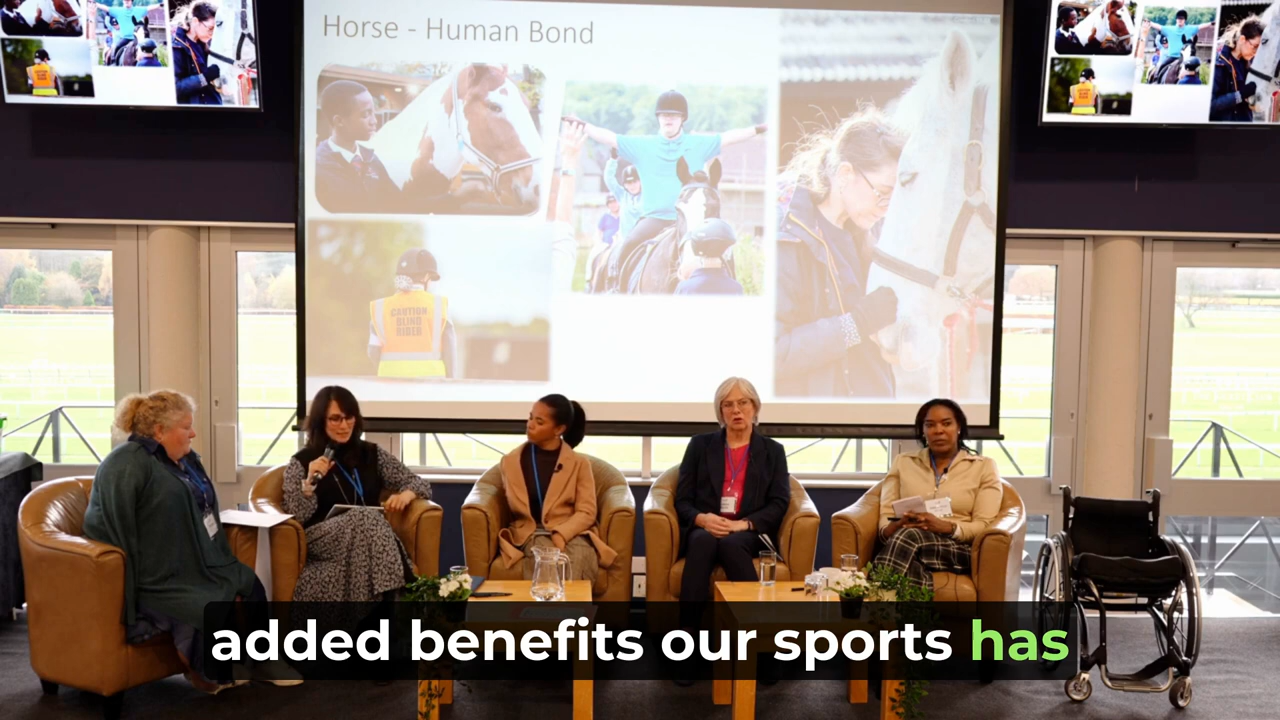 Horse - Human Bond
CAUTION
BLIND
RIDER
added benefits our sports has